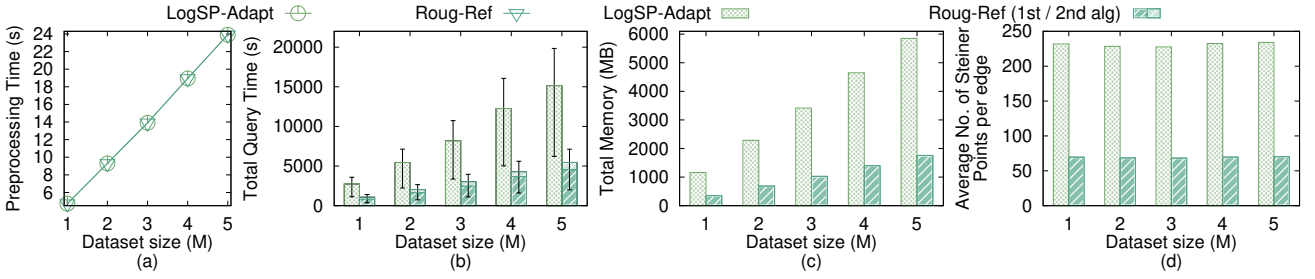 LogSP-Adapt Roug-Ref LogSP-Adapt Roug-Ref (1st / 2nd alg)
Preprocessing Time (s)
24
22
20
18
16
14
12
10
8
6
1 2 3 4 5
Dataset size (M)
(a)
Total Query Time (s)
20000
15000
10000
5000
0
1 2 3 4 5
Dataset size (M)
(b)
Total Memory (MB)
6000
5000
4000
3000
2000
1000
0
1 2 3 4 5
Dataset size (M)
(c)
Average No. of Steiner
Points per edge
250
200
150
100
50
0
1 2 3 4 5
Dataset size (M)
(d)